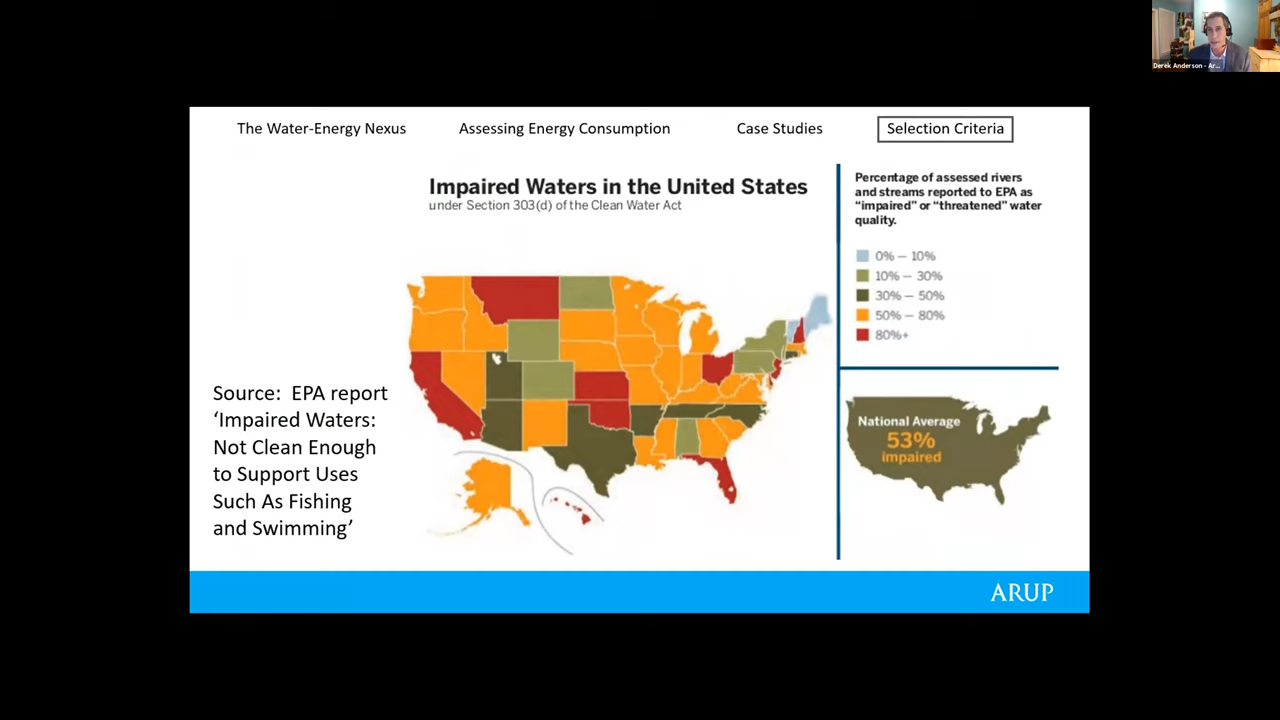 Derek Anderson - Ar...
The Water-Energy Nexus
Assessing Energy Consumption
Case Studies
Selection Criteria
Impaired Waters in the United States
under Section 303(d) of the Clean Water Act
Source:  EPA report
‘Impaired Waters:
Not Clean Enough
to Support Uses
Such As Fishing
and Swimming’
Percentage of assessed rivers
and streams reported to EPA as
“impaired” or “threatened” water
quality.
0% — 10%
10% — 30%
30% — 50%
50% — 80%
80%+
National Average
53%
impaired
ARUP